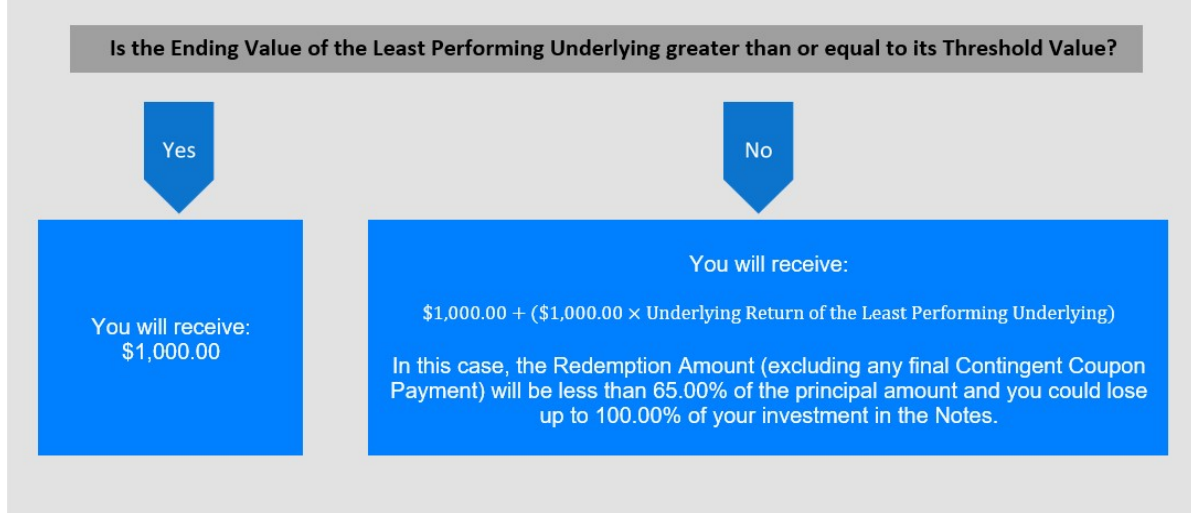 Is the Ending Value of the Least Performing Underlying greater than or equal to its Threshold Value?
Yes
No
You will receive:
$1,000.00
You will receive:
$1,000.00 + ($1,000.00 × Underlying Return of the Least Performing Underlying)
In this case, the Redemption Amount (excluding any final Contingent Coupon
Payment) will be less than 65.00% of the principal amount and you could lose
up to 100.00% of your investment in the Notes.